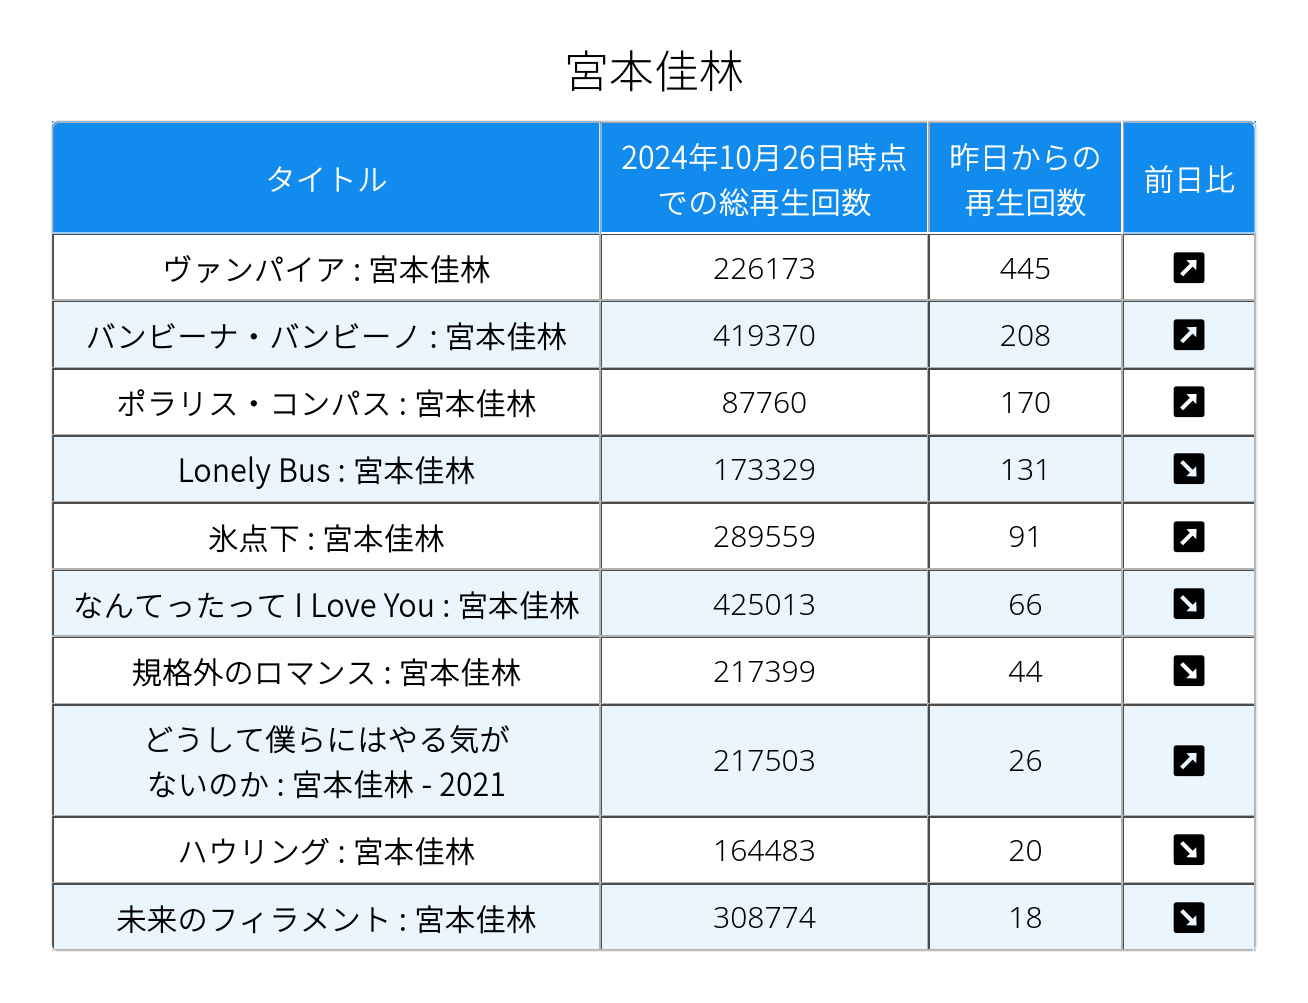 宮本佳林
タイトル
2024年10月26日時点
での総再生回数
昨日からの
再生回数
前日比
ヴァンパイア : 宮本佳林
226173
445
↗
バンビーナ・バンビーノ : 宮本佳林
419370
208
↗
ポラリス・コンパス : 宮本佳林
87760
170
↗
Lonely Bus : 宮本佳林
173329
131
↘
氷点下 : 宮本佳林
289559
91
↗
なんてったって I Love You : 宮本佳林
425013
66
↘
規格外のロマンス : 宮本佳林
217399
44
↘
どうして僕らにはやる気が
ないのか : 宮本佳林 - 2021
217503
26
↗
ハウリング : 宮本佳林
164483
20
↘
未来のフィラメント : 宮本佳林
308774
18
↘